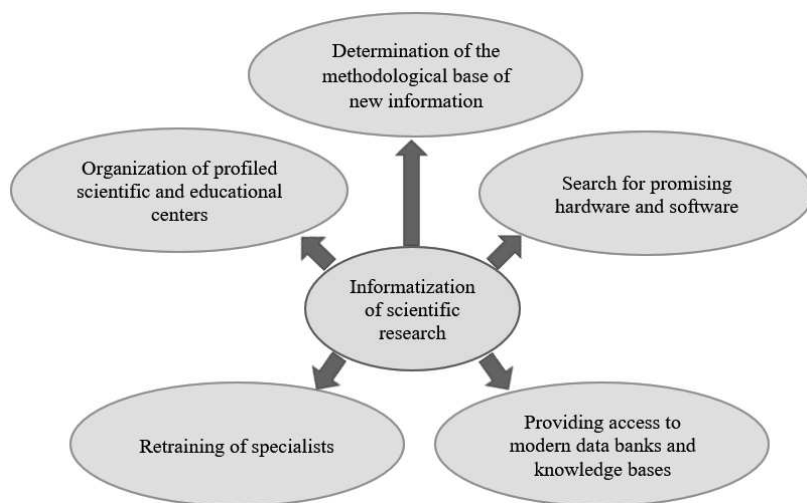 Determination of the
methodological base of
new information
Organization of profiled
scientific and educational
centers
Search for promising
hardware and software
Informatization
of scientific
research
Retraining of specialists
Providing access to
modern data banks and
knowledge bases